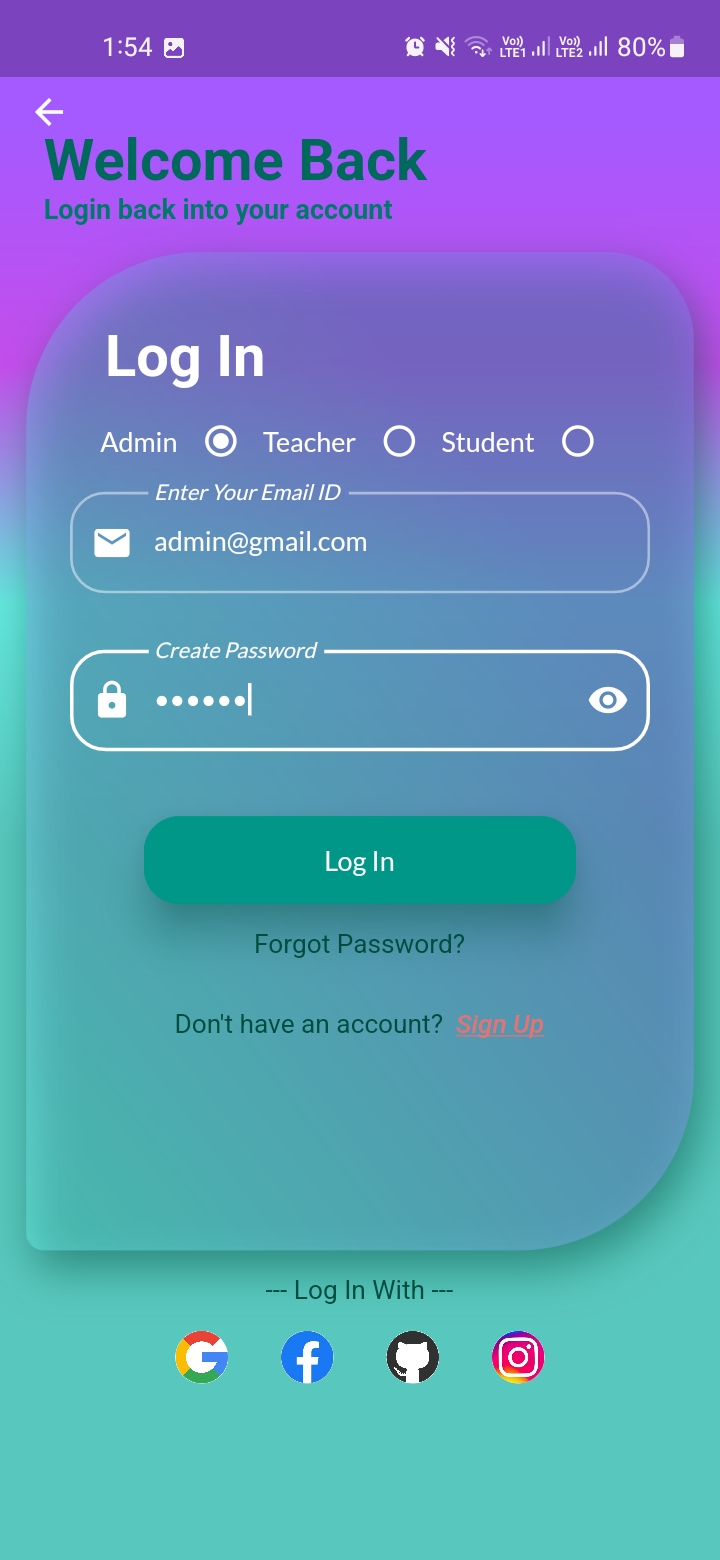 1:54 Vo)) LTE1 Vo)) LTE2 80%
Welcome Back
Login back into your account
Log In
Admin Teacher Student
Enter Your Email ID
admin@gmail.com
Create Password
••••••
Log In
Forgot Password?
Don't have an account? Sign Up
--- Log In With ---